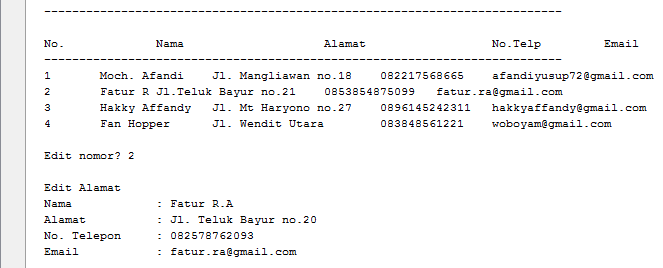 --------------------------------------------------------------------------
No. Nama Alamat No.Telp Email
--------------------------------------------------------------------------
1 Moch. Afandi Jl. Mangliawan no.18 082217568665 afandiyusup72@gmail.com
2 Fatur R Jl.Teluk Bayur no.21 0853854875099 fatur.ra@gmail.com
3 Hakky Affandy Jl. Mt Haryono no.27 0896145242311 hakkyaffandy@gmail.com
4 Fan Hopper Jl. Wendit Utara 083848561221 woboyam@gmail.com
Edit nomor? 2
Edit Alamat
Nama : Fatur R.A
Alamat : Jl. Teluk Bayur no.20
No. Telepon : 082578762093
Email : fatur.ra@gmail.com